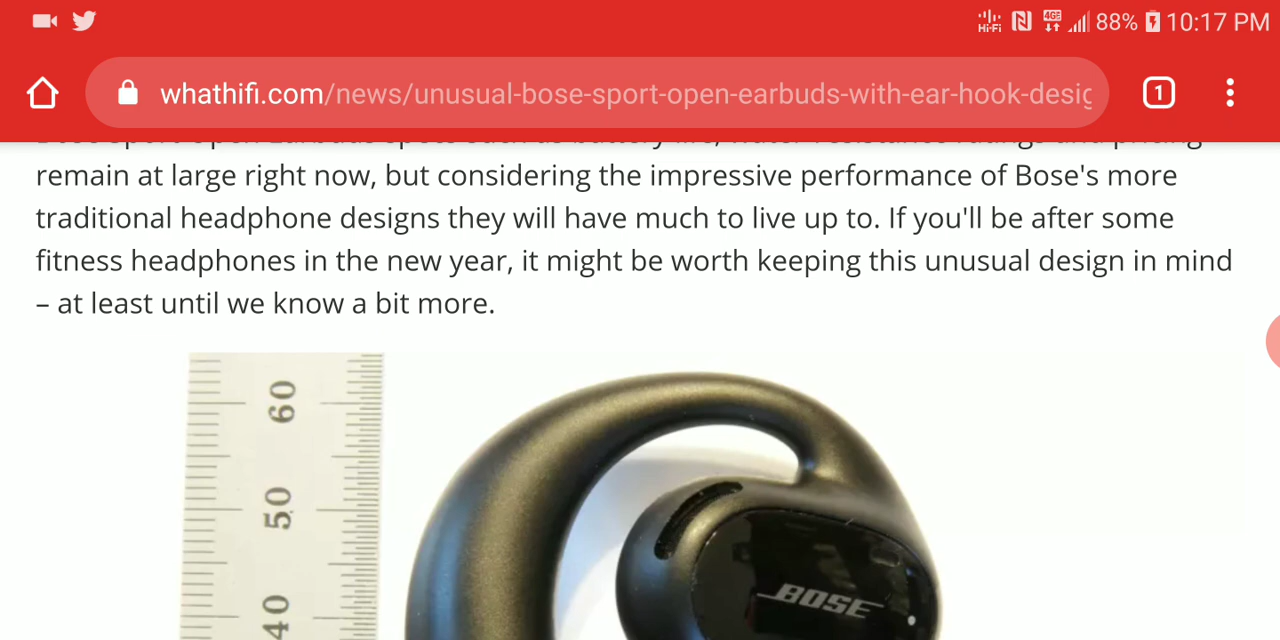 Hi-Fi 4GE 88% 10:17 PM
whathifi.com/news/unusual-bose-sport-open-earbuds-with-ear-hook-desig
1
remain at large right now, but considering the impressive performance of Bose's more
traditional headphone designs they will have much to live up to. If you'll be after some
fitness headphones in the new year, it might be worth keeping this unusual design in mind
– at least until we know a bit more.
60
50
40
BOSE